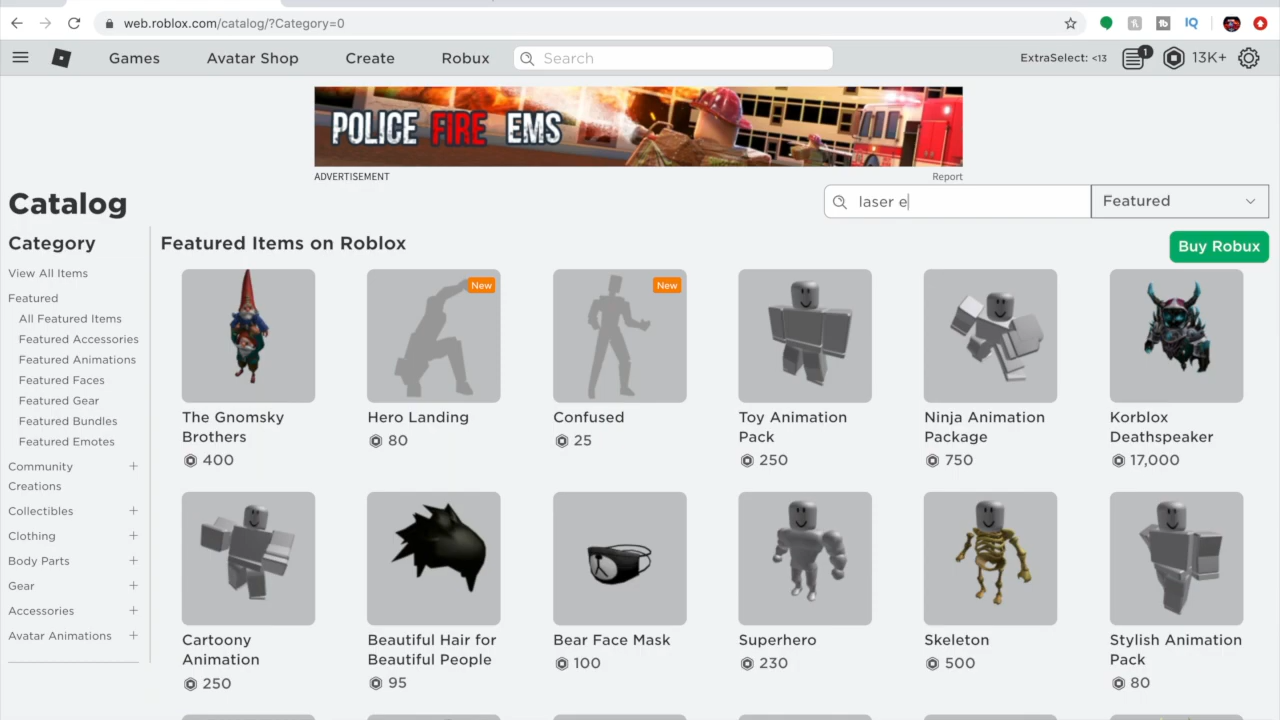 web.roblox.com/catalog/?Category=0
IQ
Games
Avatar Shop
Create
Robux
Search
ExtraSelect: <13
1
13K+
POLICE FIRE EMS
ADVERTISEMENT
Report
Catalog
laser e
Featured
Category
Featured Items on Roblox
Buy Robux
View All Items
Featured
All Featured Items
Featured Accessories
Featured Animations
Featured Faces
Featured Gear
Featured Bundles
Featured Emotes
Community
Creations
Collectibles
Clothing
Body Parts
Gear
Accessories
Avatar Animations
The Gnomsky
Brothers
400
New
Hero Landing
80
New
Confused
25
Toy Animation
Pack
250
Ninja Animation
Package
750
Korblox
Deathspeaker
17,000
Cartoony
Animation
250
Beautiful Hair for
Beautiful People
95
Bear Face Mask
100
Superhero
230
Skeleton
500
Stylish Animation
Pack
80